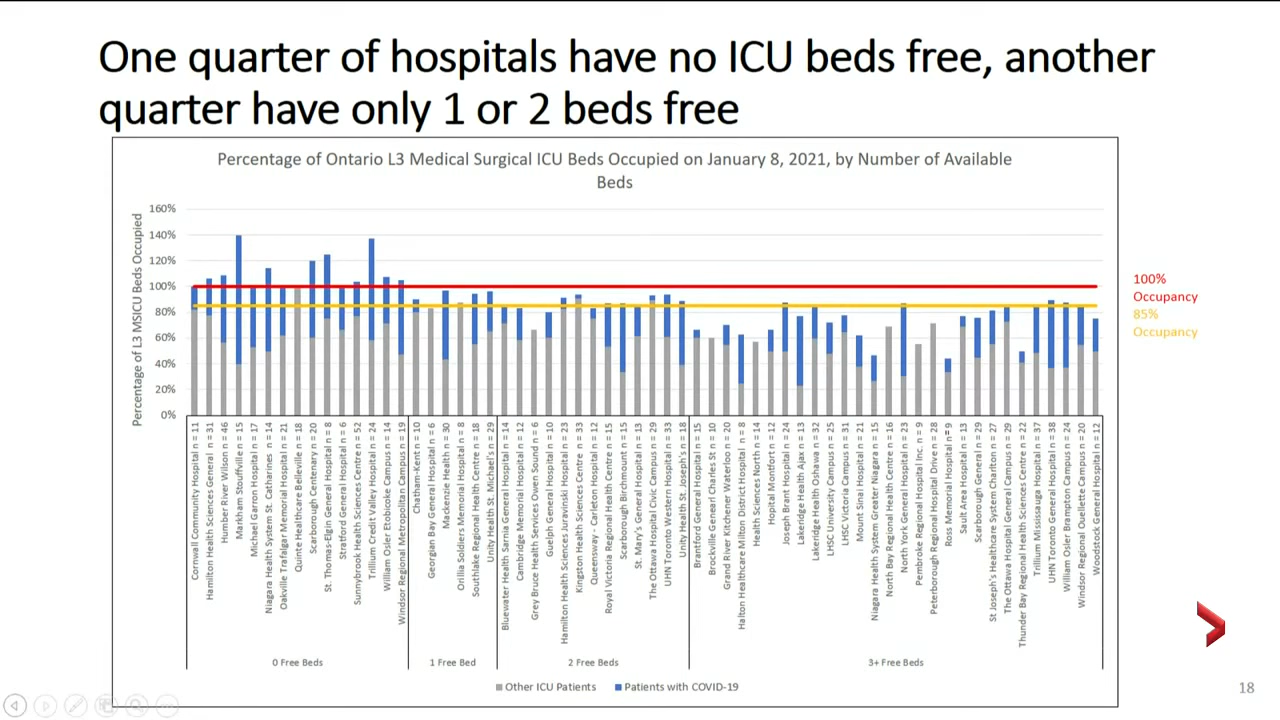 One quarter of hospitals have no ICU beds free, another
quarter have only 1 or 2 beds free
Percentage of Ontario L3 Medical Surgical ICU Beds Occupied on January 8, 2021, by Number of Available
Beds
Percentage of L3 MSICU Beds Occupied
160%
140%
120%
100%
80%
60%
40%
20%
0%
100%
Occupancy
85%
Occupancy
Cornwall Community Hospital n = 11
Hamilton Health Sciences General n = 31
Humber River Wilson n = 46
Markham Stouffville n = 15
Michael Garron Hospital n = 17
Niagara Health System St. Catharines n = 14
Oakville Trafalgar Memorial Hospital n = 21
Quinte Healthcare Belleville n = 18
Scarborough Centenary n = 20
St. Thomas-Elgin General Hospital n = 8
Stratford General Hospital n = 6
Sunnybrook Health Sciences Centre n = 52
Trillium Credit Valley Hospital n = 24
William Osler Etobicoke Campus n = 14
Windsor Regional Metropolitan Campus n = 19
Chatham-Kent n = 10
Georgian Bay General Hospital n = 6
Mackenzie Health n = 30
Orillia Soldiers Memorial Hospital n = 8
Southlake Regional Health Centre n = 18
Unity Health St. Michael's n = 29
Bluewater Health Sarnia General Hospital n = 14
Cambridge Memorial Hospital n = 12
Grey Bruce Health Services Owen Sound n = 6
Guelph General Hospital n = 10
Hamilton Health Sciences Juravinski Hospital n = 23
Kingston Health Sciences Centre n = 33
Queensway - Carleton Hospital n = 12
Royal Victoria Regional Health Centre n = 15
Scarborough Birchmount n = 15
St. Mary's General Hospital n = 13
The Ottawa Hospital Civic Campus n = 29
UHN Toronto Western Hospital n = 33
Unity Health St. Joseph's n = 18
Brantford General Hospital n = 15
Brockville Genearl Charles St n = 10
Grand River Kitchener Waterloo n = 20
Halton Healthcare Milton District Hospital n = 8
Health Sciences North n = 14
Hopital Montfort n = 12
Joseph Brant Hospital n = 24
Lakeridge Health Ajax n = 13
Lakeridge Health Oshawa n = 32
LHSC University Campus n = 25
LHSC Victoria Campus n = 31
Mount Sinai Hospital n = 21
Niagara Health System Greater Niagara n = 15
North Bay Regional Health Centre n = 16
North York General Hospital n = 23
Pembroke Regional Hospital Inc. n = 9
Peterborough Regional Hospital Drive n = 28
Ross Memorial Hospital n = 9
Sault Area Hospital n = 13
Scarborough General n = 29
St Joseph's Healthcare System Charlton n = 27
The Ottawa Hospital General Campus n = 29
Thunder Bay Regional Health Sciences Centre n = 22
Trillium Mississauga Hospital n = 37
UHN Toronto General Hospital n = 38
William Osler Brampton Campus n = 24
Windsor Regional Ouellette Campus n = 20
Woodstock General Hospital n = 12
0 Free Beds
1 Free Bed
2 Free Beds
3+ Free Beds
Other ICU Patients
Patients with COVID-19
18